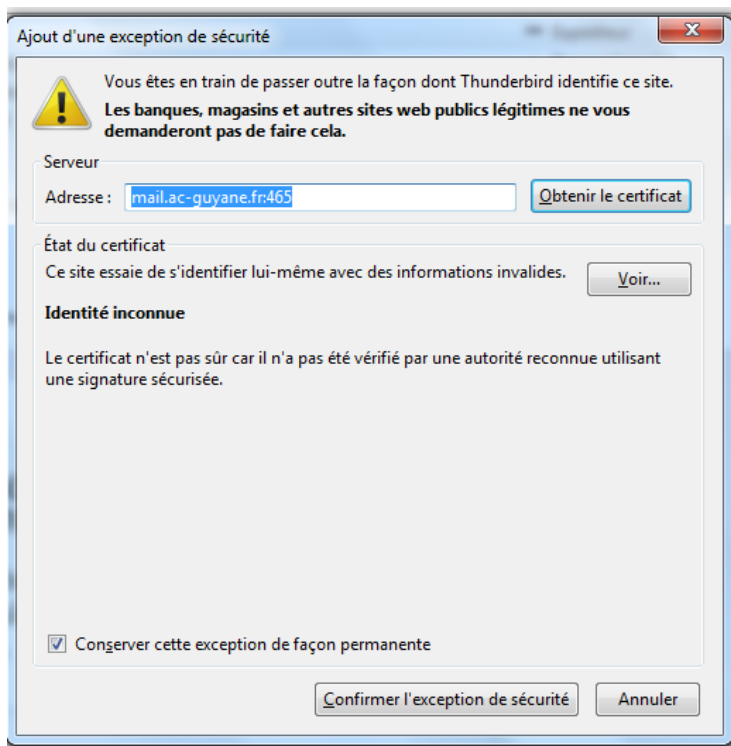 Ajout d'une exception de sécurité
Vous êtes en train de passer outre la façon dont Thunderbird identifie ce site.
Les banques, magasins et autres sites web publics légitimes ne vous
demanderont pas de faire cela.
Serveur
Adresse : mail.ac-guyane.fr:465 Obtenir le certificat
État du certificat
Ce site essaie de s'identifier lui-même avec des informations invalides. Voir...
Identité inconnue
Le certificat n'est pas sûr car il n'a pas été vérifié par une autorité reconnue utilisant
une signature sécurisée.
Conserver cette exception de façon permanente
Confirmer l'exception de sécurité Annuler